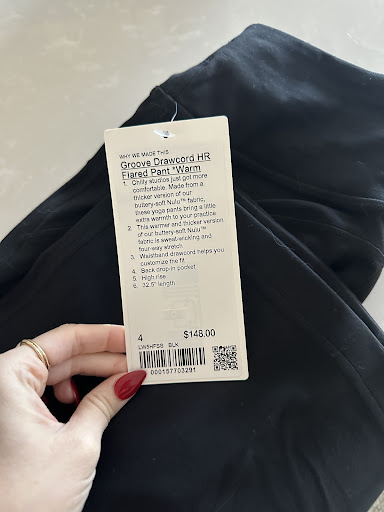 WHY WE MADE THIS
Groove Drawcord HR
Flared Pant *Warm
1. Chilly studios just got more
comfortable. Made from a
thicker version of our
buttery-soft Nulu™ fabric,
these yoga pants bring a little
extra warmth to your practice
2. This warmer and thicker version
of our buttery-soft Nulu™
fabric is sweat-wicking and
four-way stretch
3. Waistband drawcord helps you
customize the fit
4. Back drop-in pocket
5. High rise
6. 32.5" length
4 $148.00
LW5HFSS BLK
000157703291